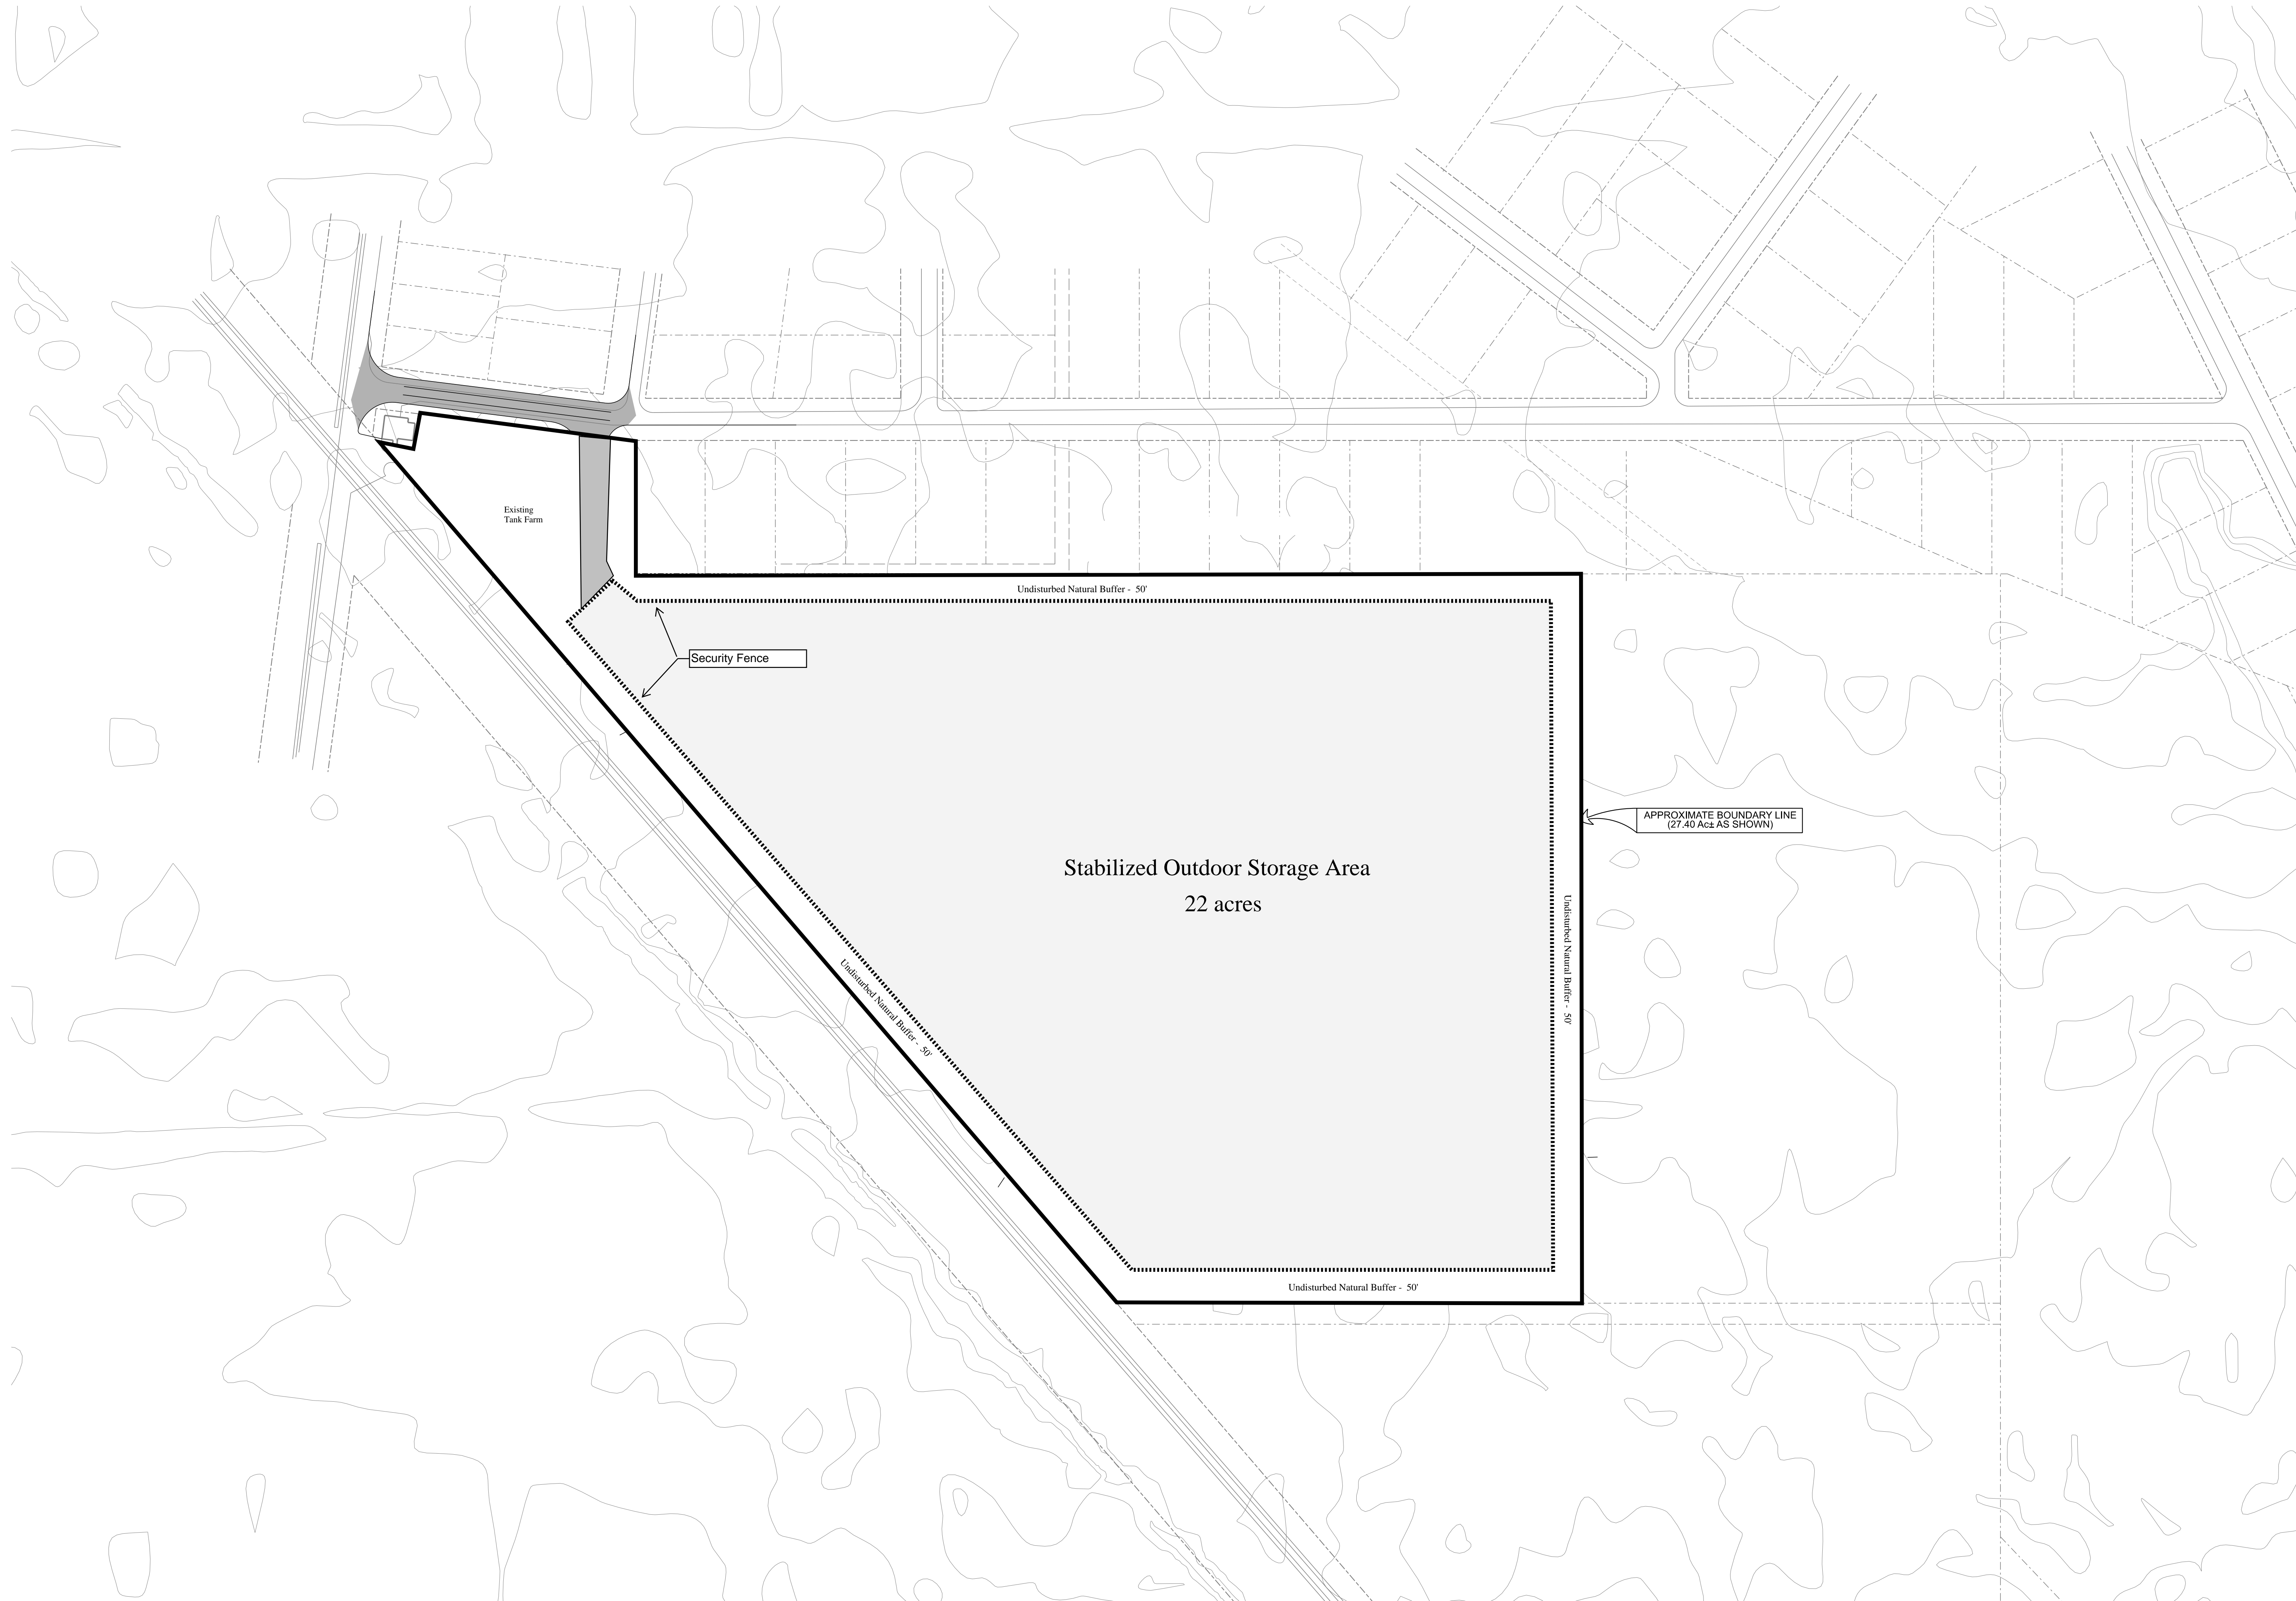 Existing
Tank Farm
Undisturbed Natural Buffer - 50'
Security Fence
APPROXIMATE BOUNDARY LINE
(27.40 Ac± AS SHOWN)
Stabilized Outdoor Storage Area
22 acres
Undisturbed Natural Buffer - 50'
Undisturbed Natural Buffer - 50'
Undisturbed Natural Buffer - 50'